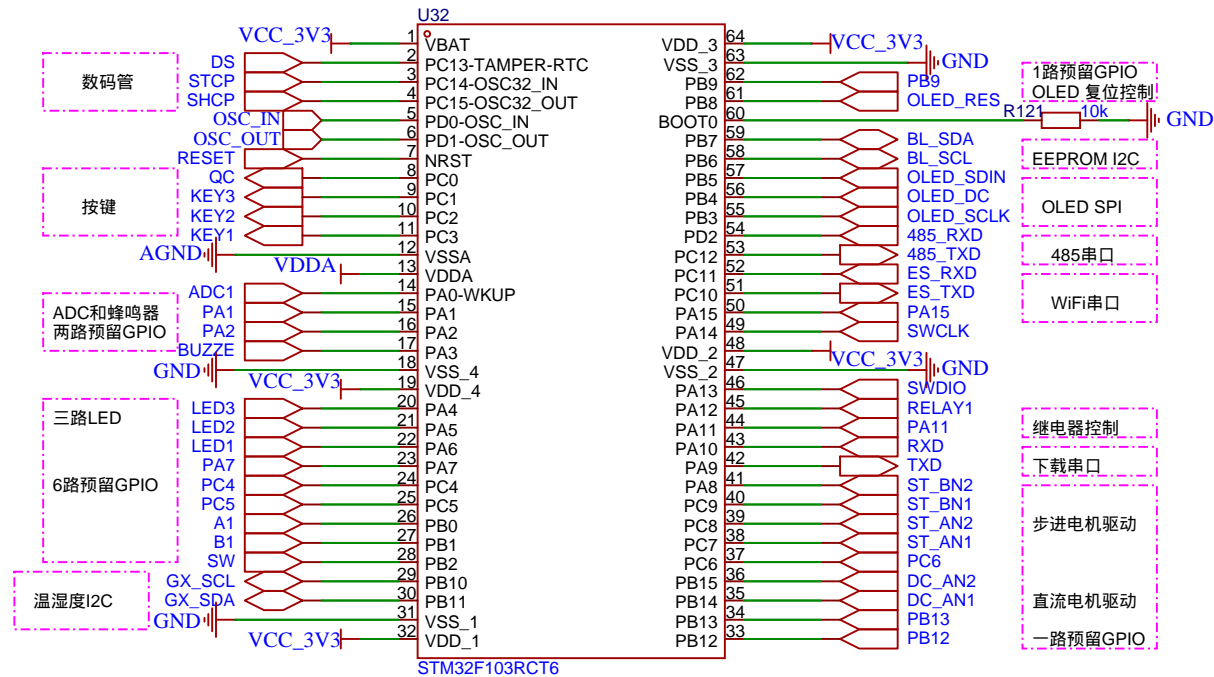 U32
VCC_3V3 1 VBAT
DS 2 PC13-TAMPER-RTC
STCP 3 PC14-OSC32_IN
SHCP 4 PC15-OSC32_OUT
OSC_IN 5 PD0-OSC_IN
OSC_OUT 6 PD1-OSC_OUT
RESET 7 NRST
QC 8 PC0
KEY3 9 PC1
KEY2 10 PC2
KEY1 11 PC3
AGND 12 VSSA
VDDA 13 VDDA
ADC1 14 PA0-WKUP
PA1 15 PA1
PA2 16 PA2
BUZZE 17 PA3
GND 18 VSS_4
VCC_3V3 19 VDD_4
LED3 20 PA4
LED2 21 PA5
LED1 22 PA6
PA7 23 PA7
PC4 24 PC4
PC5 25 PC5
A1 26 PB0
B1 27 PB1
SW 28 PB2
GX_SCL 29 PB10
GX_SDA 30 PB11
GND 31 VSS_1
VCC_3V3 32 VDD_1
数码管
按键
ADC和蜂鸣器
两路预留GPIO
三路LED
6路预留GPIO
温湿度I2C
VDD_3 64 VCC_3V3
VSS_3 63 GND
PB9 62 PB9
PB8 61 OLED_RES
BOOT0 60 R121 10k GND
PB7 59 BL_SDA
PB6 58 BL_SCL
PB5 57 OLED_SDIN
PB4 56 OLED_DC
PB3 55 OLED_SCLK
PD2 54 485_RXD
PC12 53 485_TXD
PC11 52 ES_RXD
PC10 51 ES_TXD
PA15 50 PA15
PA14 49 SWCLK
VDD_2 48 VCC_3V3
VSS_2 47 GND
PA13 46 SWDIO
PA12 45 RELAY1
PA11 44 PA11
PA10 43 RXD
PA9 42 TXD
PA8 41 ST_BN2
PC9 40 ST_BN1
PC8 39 ST_AN2
PC7 38 ST_AN1
PC6 37 PC6
PB15 36 DC_AN2
PB14 35 DC_AN1
PB13 34 PB13
PB12 33 PB12
1路预留GPIO
OLED 复位控制
EEPROM I2C
OLED SPI
485串口
WiFi串口
继电器控制
下载串口
步进电机驱动
直流电机驱动
一路预留GPIO
STM32F103RCT6